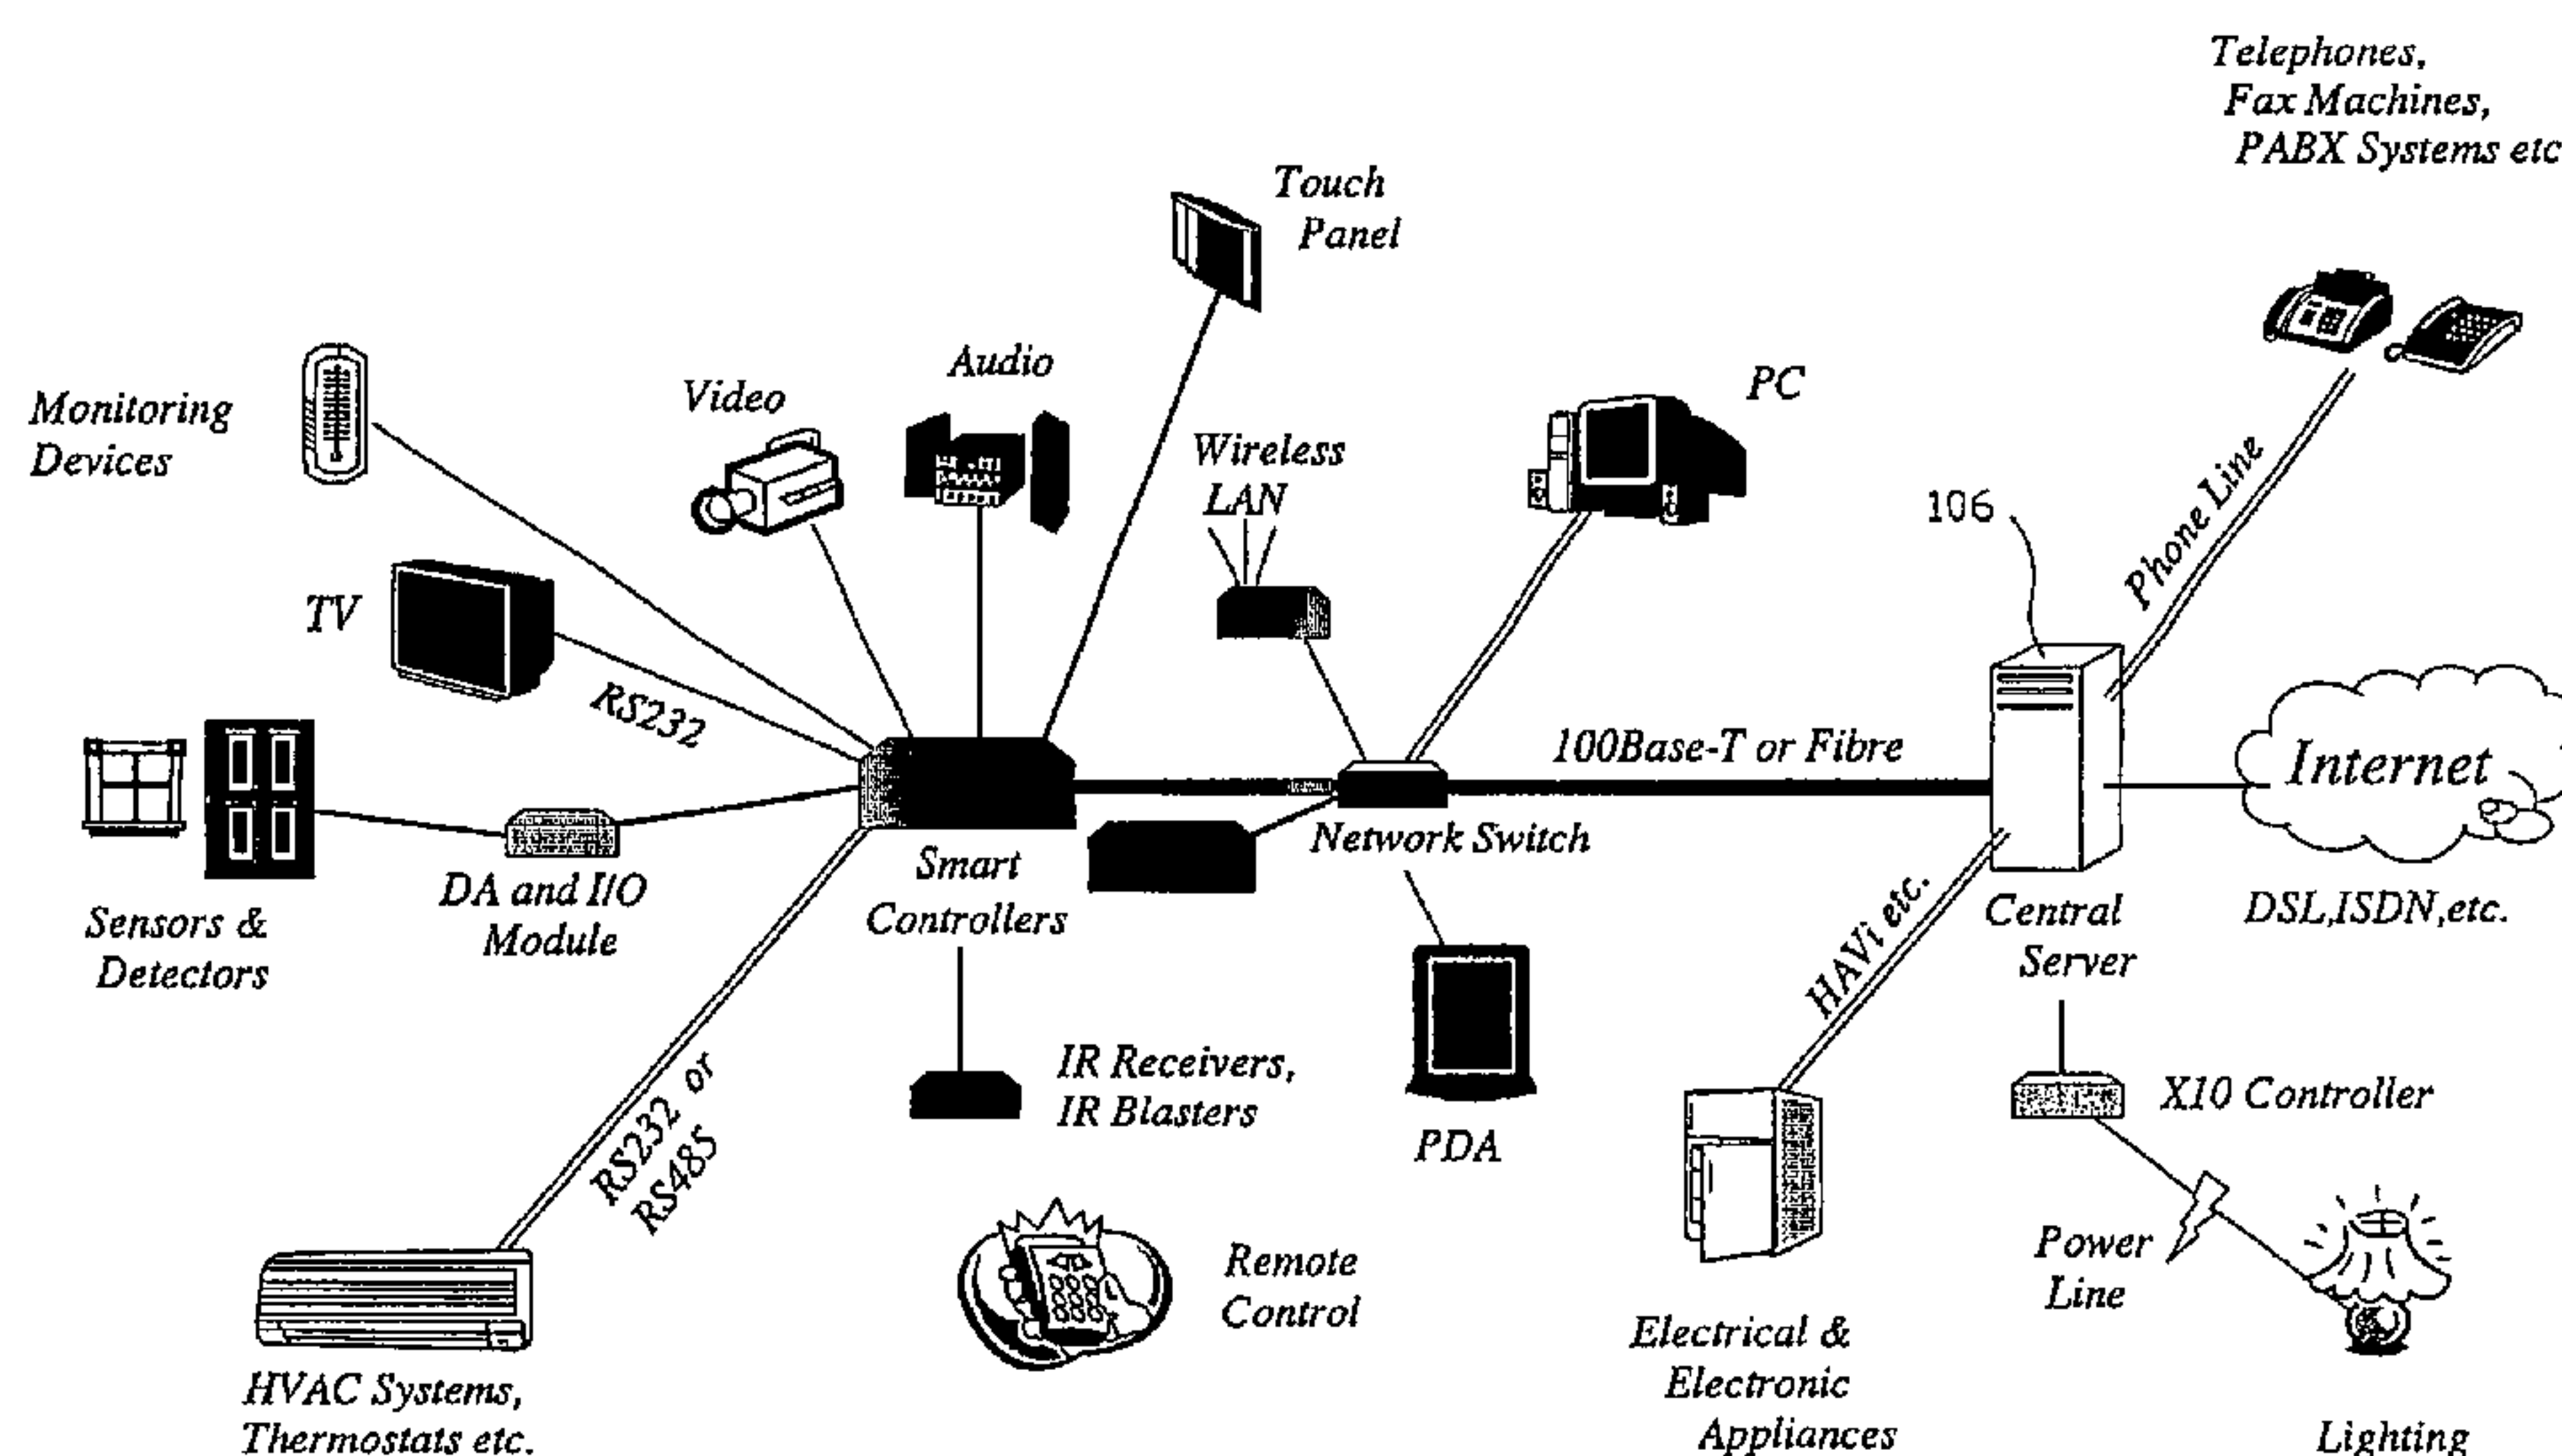 Telephones,
Fax Machines,
PABX Systems etc
Touch
Panel
Audio
Video
PC
Monitoring
Devices
Wireless
LAN
106
Phone Line
TV
RS232
100Base-T or Fibre
Internet
Network Switch
Smart
Controllers
DA and I/O
Module
Sensors &
Detectors
HAVi etc.
Central
Server
DSL,ISDN,etc.
IR Receivers,
IR Blasters
X10 Controller
PDA
RS232 or
RS485
Remote
Control
Power
Line
Electrical &
Electronic
Appliances
HVAC Systems,
Thermostats etc.
Lighting